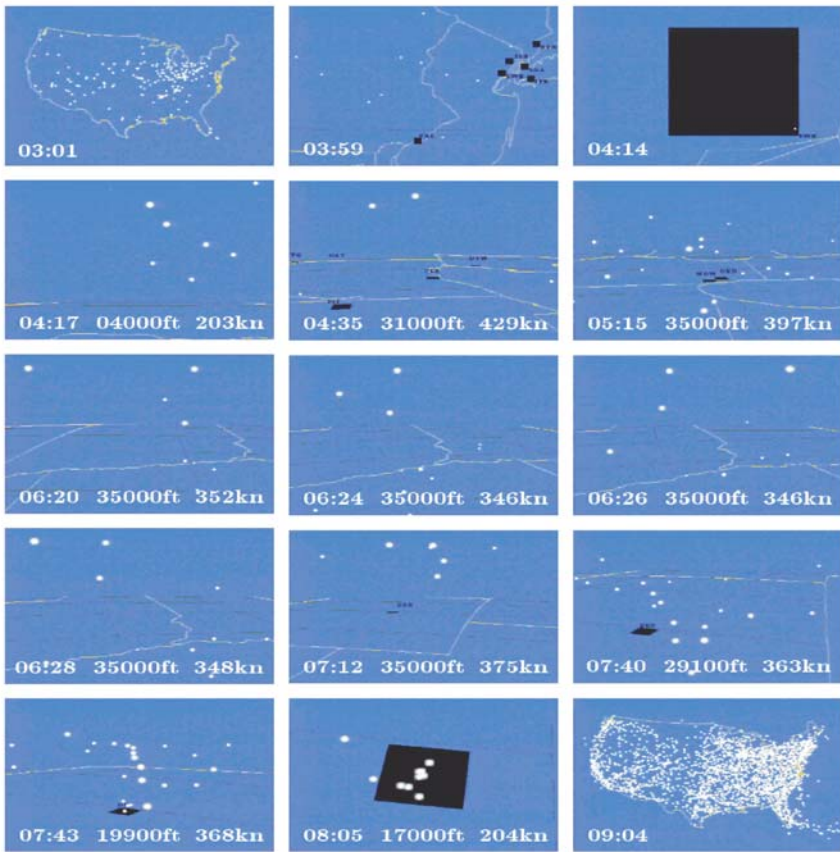 03:01
03:59
04:14
04:17 04000ft 203kn
04:35 31000ft 429kn
05:15 35000ft 397kn
06:20 35000ft 352kn
06:24 35000ft 346kn
06:26 35000ft 346kn
06:28 35000ft 348kn
07:12 35000ft 375kn
07:40 29100ft 363kn
07:43 19900ft 368kn
08:05 17000ft 204kn
09:04